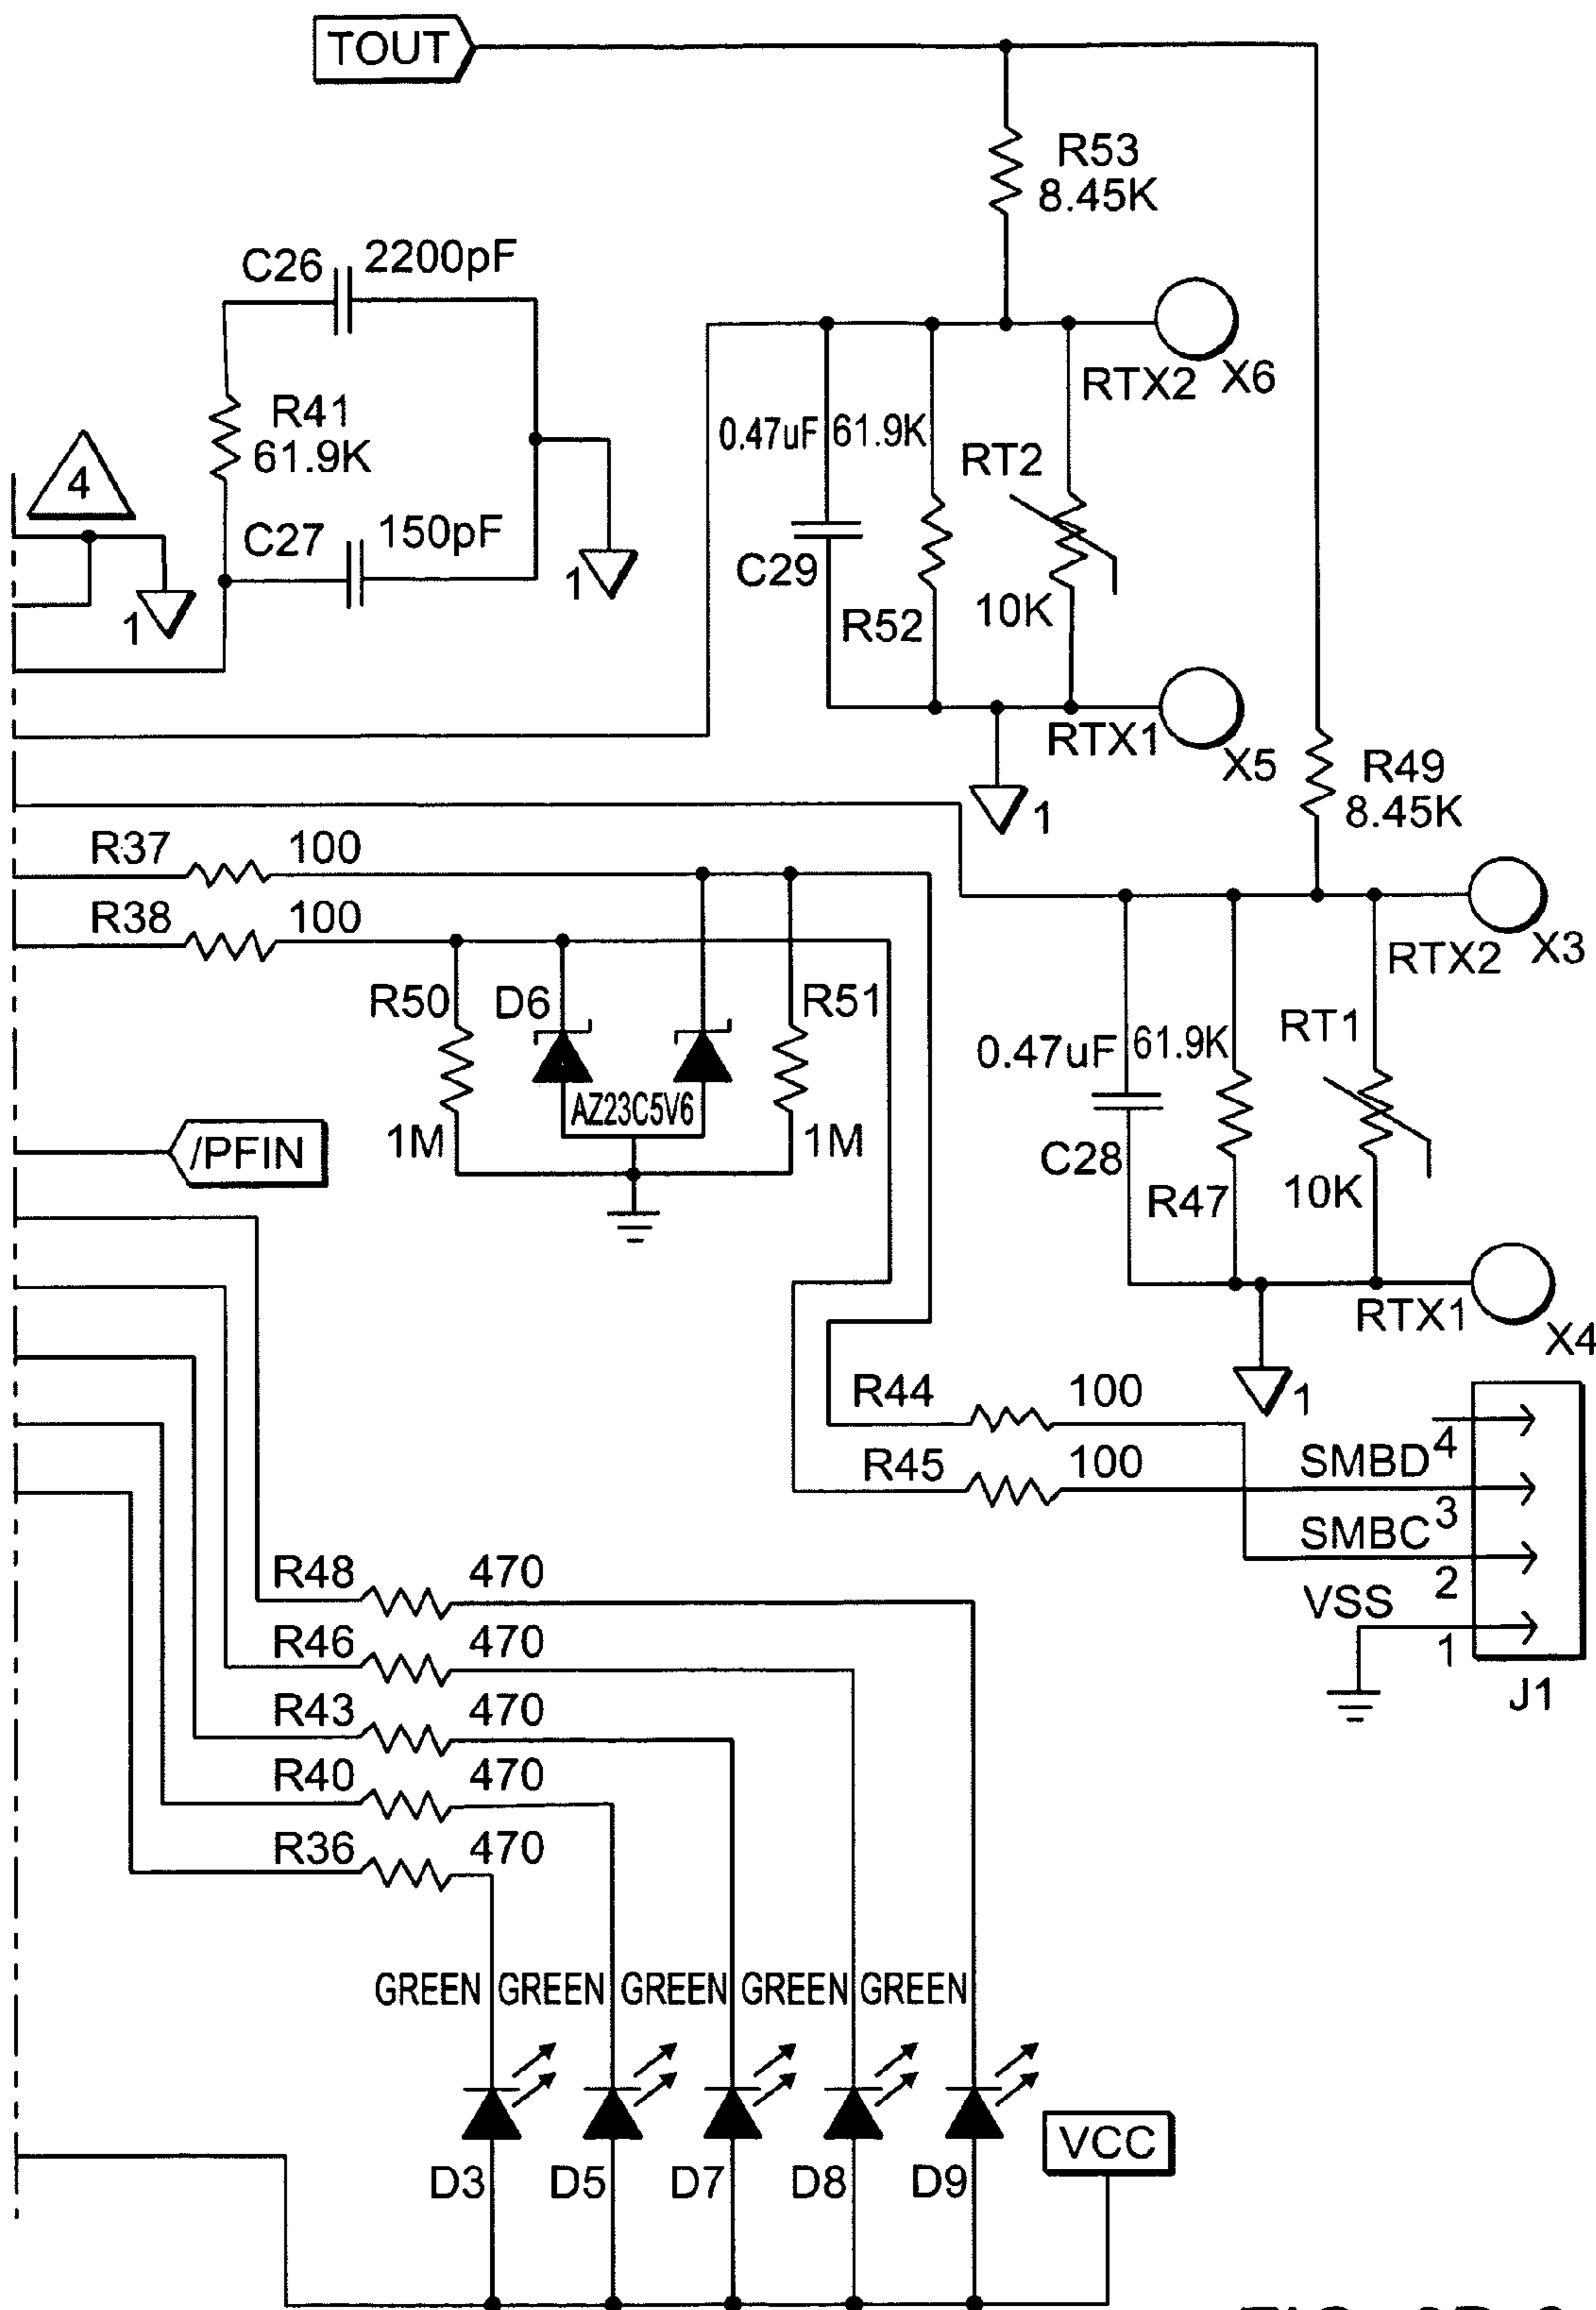 TOUT
R53
8.45K
C26
2200pF
R41
61.9K
C27
150pF
4
1
1
0.47uF
61.9K
RT2
RTX2
X6
C29
R52
10K
RTX1
X5
1
R49
8.45K
R37
100
R38
100
R50
D6
R51
AZ23C5V6
1M
1M
0.47uF
61.9K
RT1
RTX2
X3
C28
R47
10K
RTX1
X4
1
/PFIN
R44
100
R45
100
SMBD
4
SMBC
3
VSS
2
1
J1
R48
470
R46
470
R43
470
R40
470
R36
470
GREEN GREEN GREEN GREEN GREEN
D3
D5
D7
D8
D9
VCC